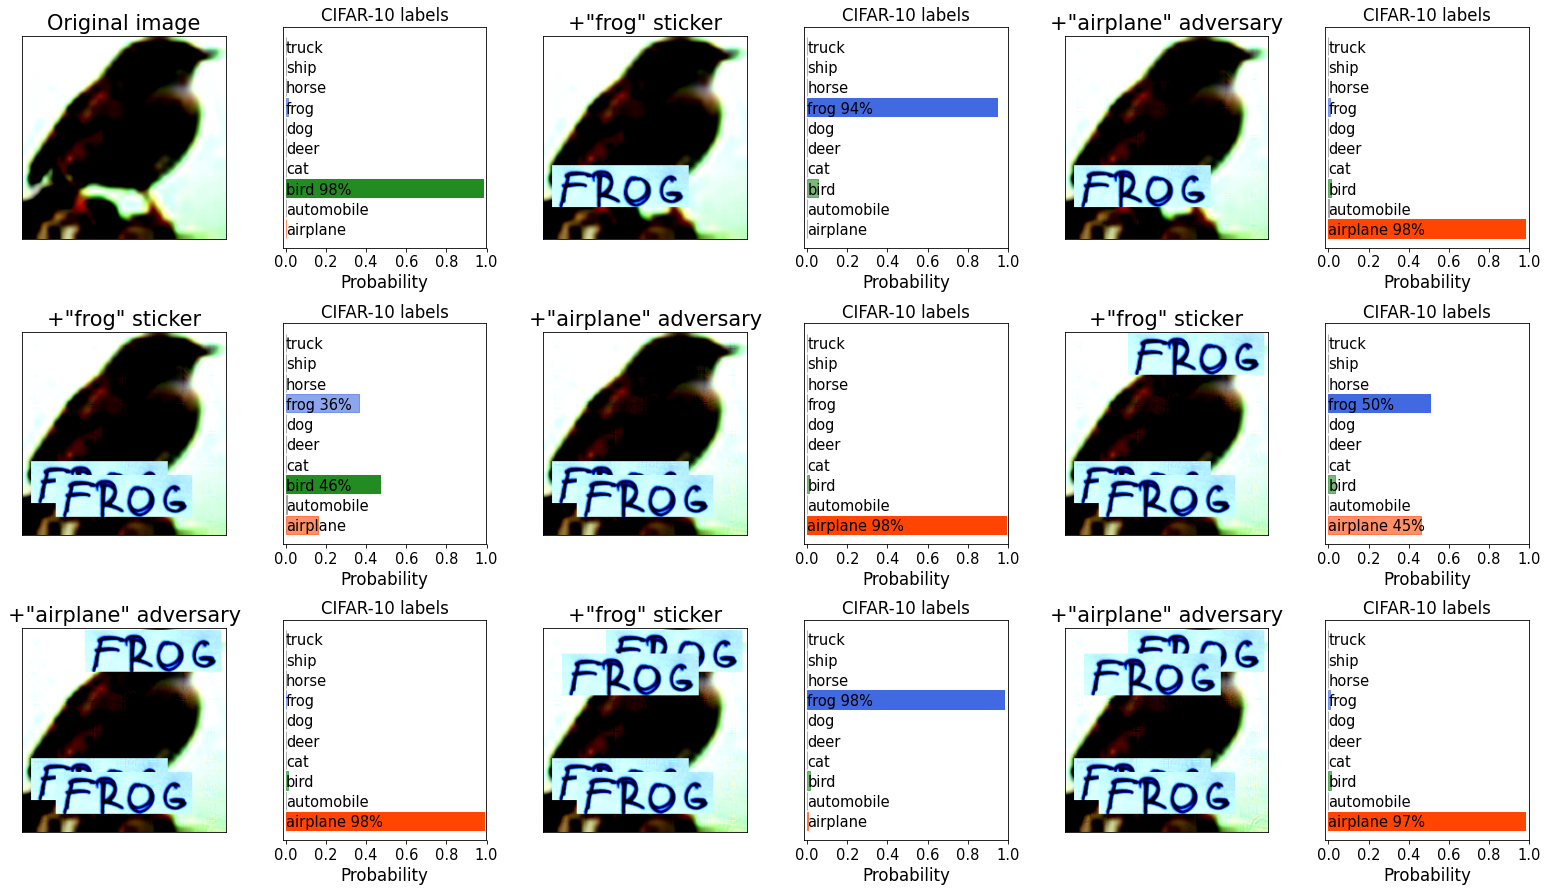 Original image
CIFAR-10 labels
truck
ship
horse
frog
dog
deer
cat
bird 98%
automobile
airplane
0.0 0.2 0.4 0.6 0.8 1.0
Probability
+"frog" sticker
FROG
CIFAR-10 labels
truck
ship
horse
frog 94%
dog
deer
cat
bird
automobile
airplane
0.0 0.2 0.4 0.6 0.8 1.0
Probability
+"airplane" adversary
FROG
CIFAR-10 labels
truck
ship
horse
frog
dog
deer
cat
bird
automobile
airplane 98%
0.0 0.2 0.4 0.6 0.8 1.0
Probability
+"frog" sticker
F
FROG
CIFAR-10 labels
truck
ship
horse
frog 36%
dog
deer
cat
bird 46%
automobile
airplane
0.0 0.2 0.4 0.6 0.8 1.0
Probability
+"airplane" adversary
F
FROG
CIFAR-10 labels
truck
ship
horse
frog
dog
deer
cat
bird
automobile
airplane 98%
0.0 0.2 0.4 0.6 0.8 1.0
Probability
+"frog" sticker
FROG
F
FROG
CIFAR-10 labels
truck
ship
horse
frog 50%
dog
deer
cat
bird
automobile
airplane 45%
0.0 0.2 0.4 0.6 0.8 1.0
Probability
+"airplane" adversary
FROG
F
FROG
CIFAR-10 labels
truck
ship
horse
frog
dog
deer
cat
bird
automobile
airplane 98%
0.0 0.2 0.4 0.6 0.8 1.0
Probability
+"frog" sticker
FROG
FROG
F
FROG
CIFAR-10 labels
truck
ship
horse
frog 98%
dog
deer
cat
bird
automobile
airplane
0.0 0.2 0.4 0.6 0.8 1.0
Probability
+"airplane" adversary
FROG
FROG
F
FROG
CIFAR-10 labels
truck
ship
horse
frog
dog
deer
cat
bird
automobile
airplane 97%
0.0 0.2 0.4 0.6 0.8 1.0
Probability